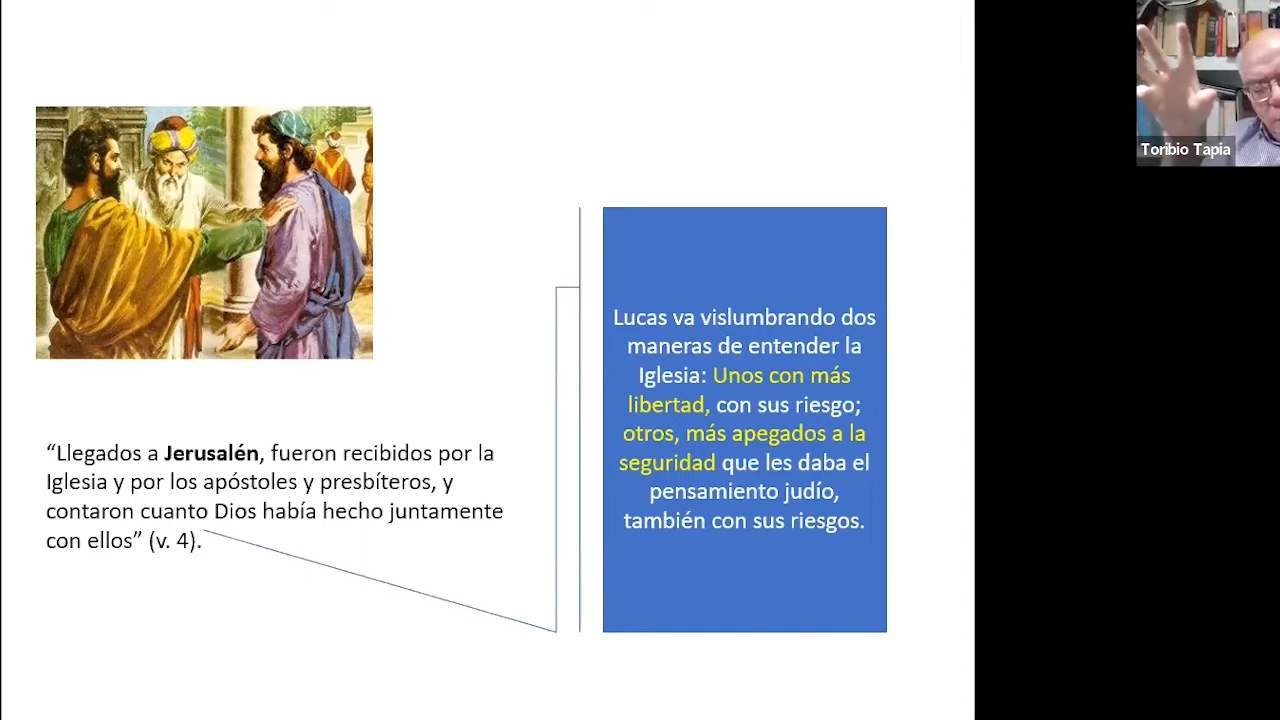 “Llegados a Jerusalén, fueron recibidos por la
Iglesia y por los apóstoles y presbíteros, y
contaron cuanto Dios había hecho juntamente
con ellos” (v. 4).
Lucas va vislumbrando dos
maneras de entender la
Iglesia: Unos con más
libertad, con sus riesgo;
otros, más apegados a la
seguridad que les daba el
pensamiento judío,
también con sus riesgos.
Toribio Tapia